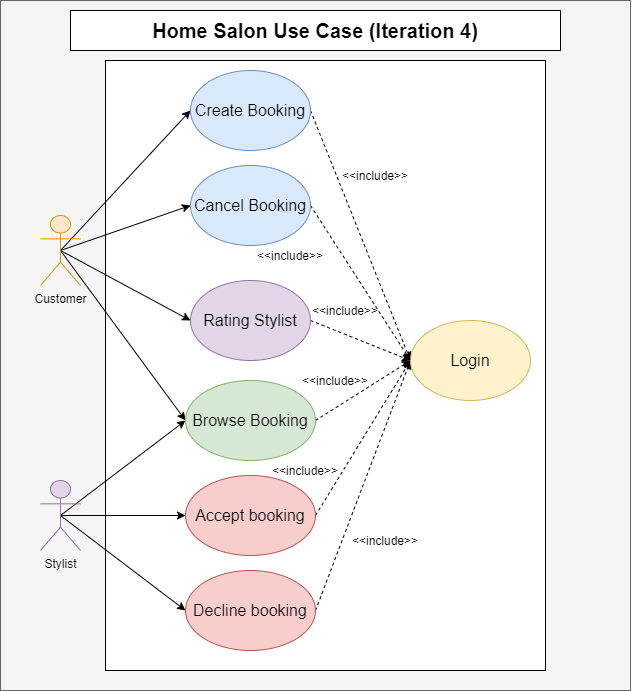 Home Salon Use Case (Iteration 4)
Create Booking
<<include>>
Cancel Booking
<<include>>
Customer
Rating Stylist
<<include>>
Login
<<include>>
Browse Booking
<<include>>
Stylist
Accept booking
<<include>>
Decline booking